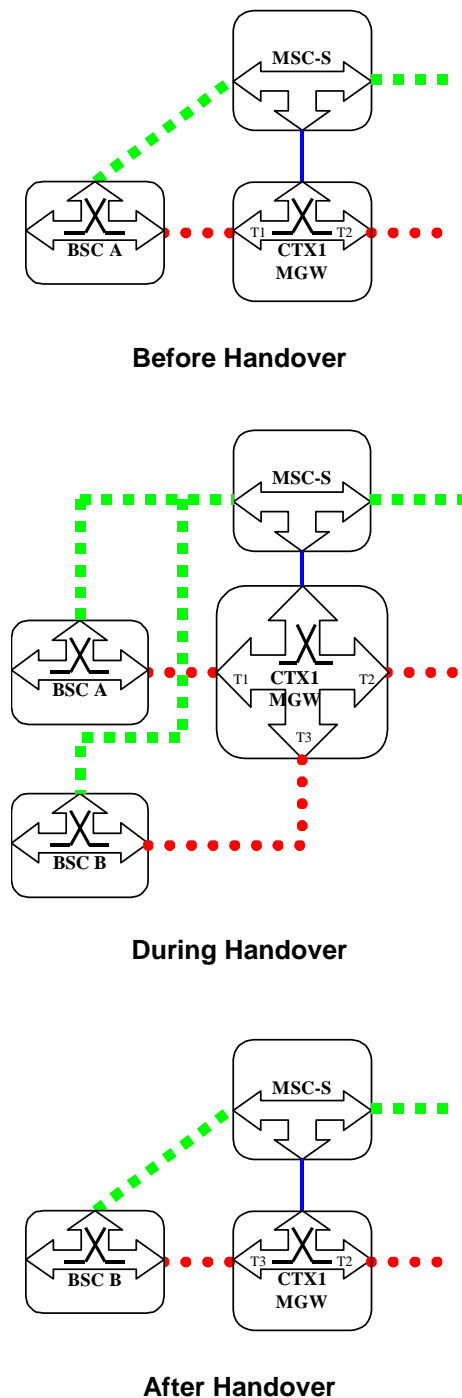 MSC-S
BSC A
T1
T2
CTX1
MGW
Before Handover
MSC-S
BSC A
T1
CTX1
T2
MGW
T3
BSC B
During Handover
MSC-S
BSC B
T3
T2
CTX1
MGW
After Handover